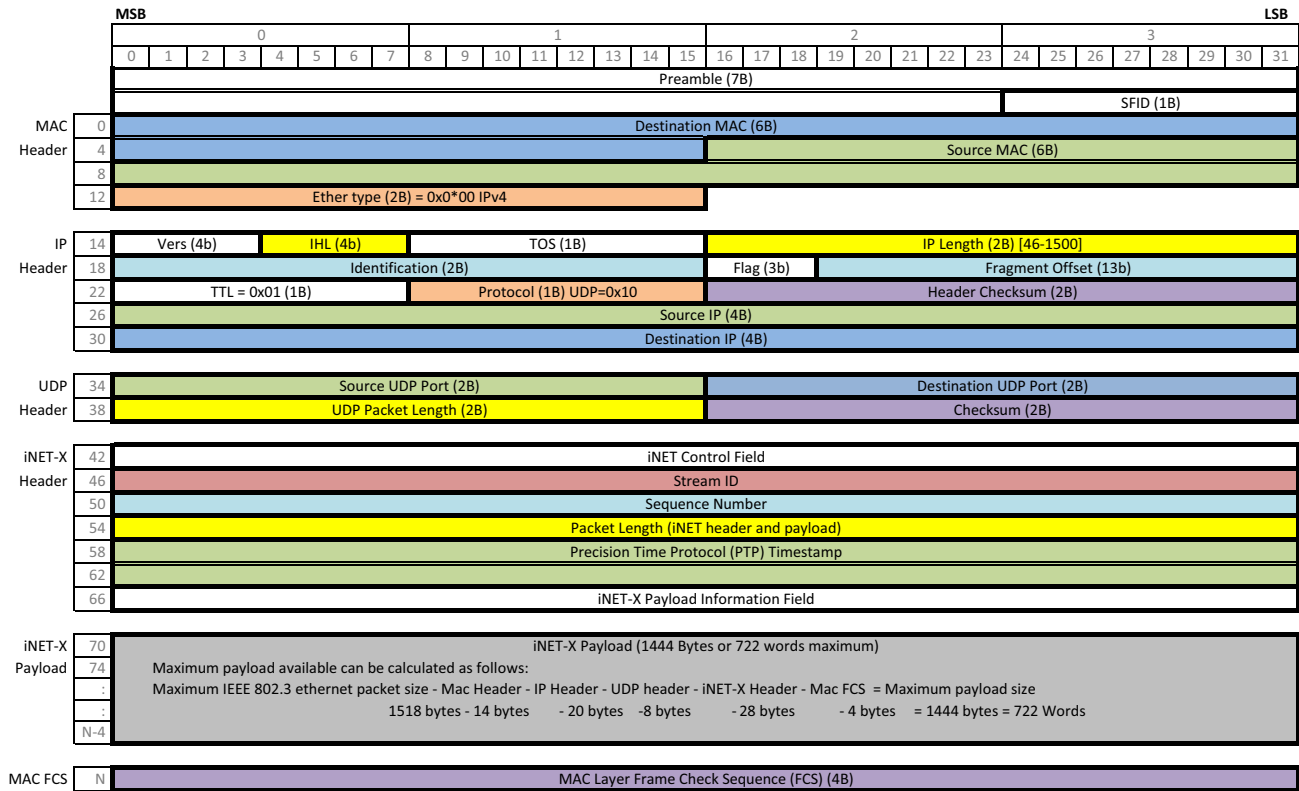 MSB LSB
0 1 2 3
0 1 2 3 4 5 6 7 8 9 10 11 12 13 14 15 16 17 18 19 20 21 22 23 24 25 26 27 28 29 30 31
Preamble (7B)
SFID (1B)
MAC 0 Destination MAC (6B)
Header 4 Source MAC (6B)
8
12 Ether type (2B) = 0x0*00 IPv4
IP 14 Vers (4b) IHL (4b) TOS (1B) IP Length (2B) [46-1500]
Header 18 Identification (2B) Flag (3b) Fragment Offset (13b)
22 TTL = 0x01 (1B) Protocol (1B) UDP=0x10 Header Checksum (2B)
26 Source IP (4B)
30 Destination IP (4B)
UDP 34 Source UDP Port (2B) Destination UDP Port (2B)
Header 38 UDP Packet Length (2B) Checksum (2B)
iNET-X 42 iNET Control Field
Header 46 Stream ID
50 Sequence Number
54 Packet Length (iNET header and payload)
58 Precision Time Protocol (PTP) Timestamp
62
66 iNET-X Payload Information Field
iNET-X 70 iNET-X Payload (1444 Bytes or 722 words maximum)
Payload 74 Maximum payload available can be calculated as follows:
: Maximum IEEE 802.3 ethernet packet size - Mac Header - IP Header - UDP header - iNET-X Header - Mac FCS = Maximum payload size
: 1518 bytes - 14 bytes - 20 bytes -8 bytes - 28 bytes - 4 bytes = 1444 bytes = 722 Words
N-4
MAC FCS N MAC Layer Frame Check Sequence (FCS) (4B)